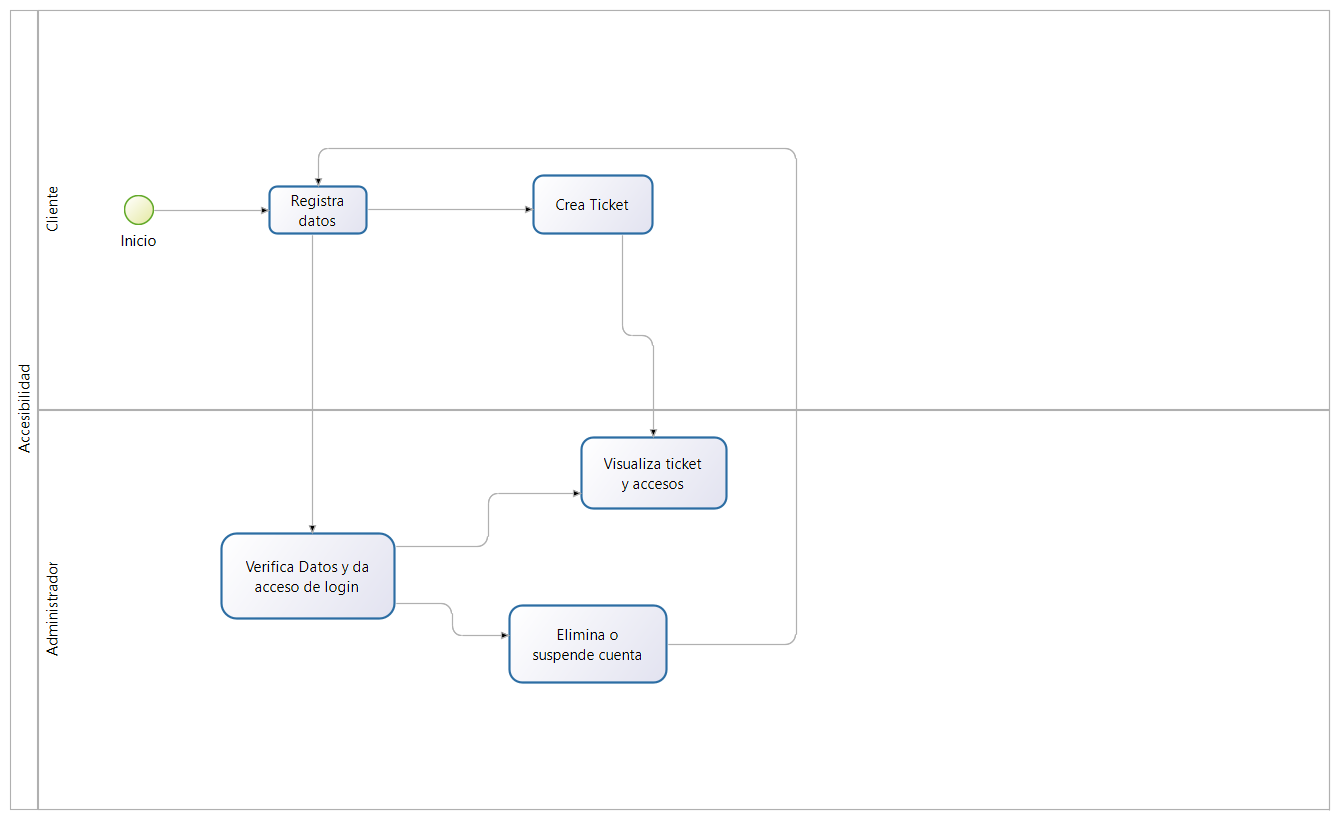 Accesibilidad
Cliente
Inicio
Registra
datos
Crea Ticket
Administrador
Visualiza ticket
y accesos
Verifica Datos y da
acceso de login
Elimina o
suspende cuenta